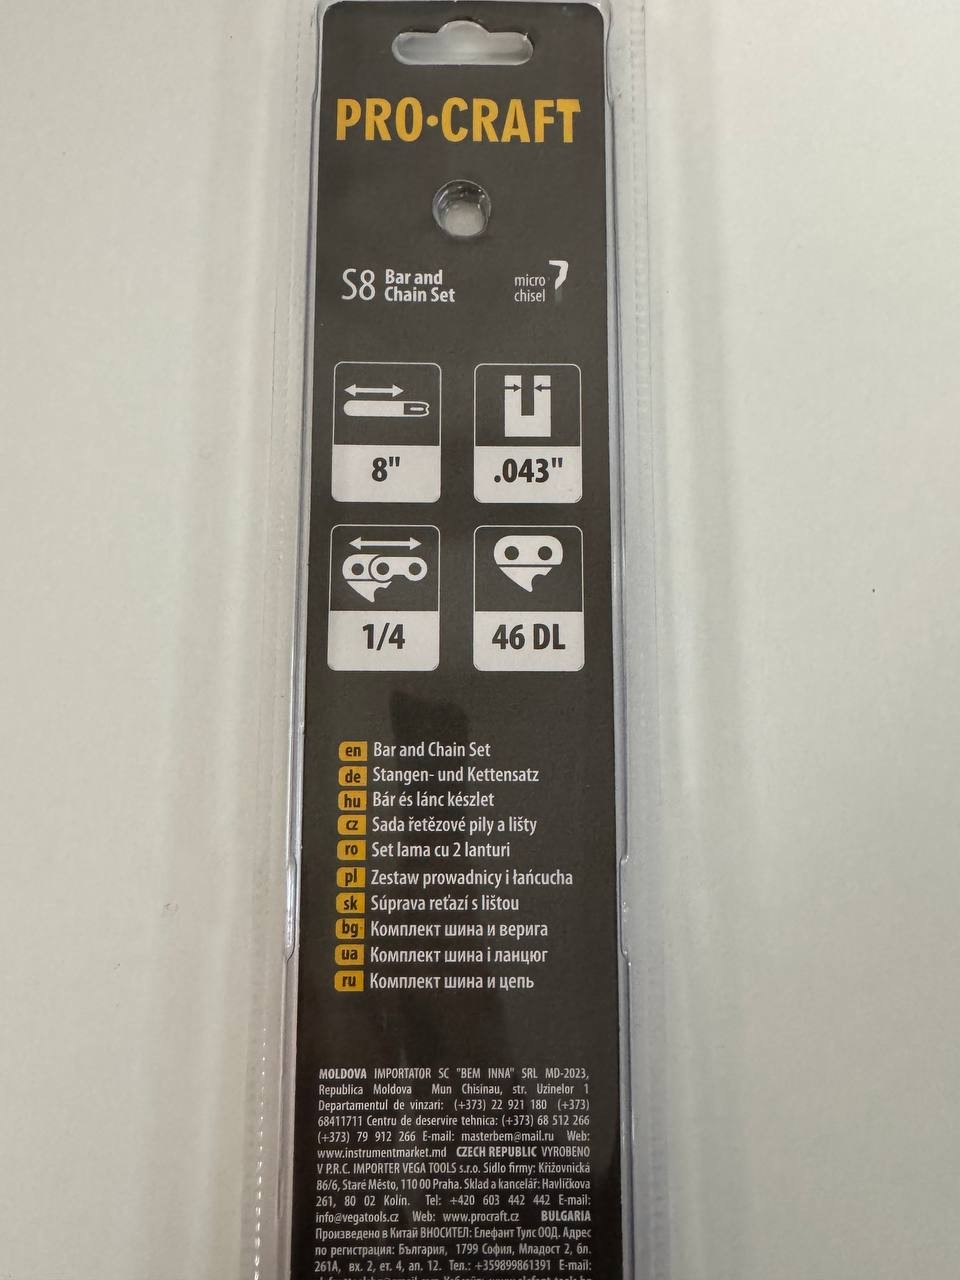 PRO·CRAFT
S8 Bar and Chain Set
micro chisel
8"
.043"
1/4
46 DL
en Bar and Chain Set
de Stangen- und Kettensatz
hu Bár és lánc készlet
cz Sada řetězové pily a lišty
ro Set lama cu 2 lanturi
pl Zestaw prowadnicy i łańcucha
sk Súprava reťazí s lištou
bg Комплект шина и верига
ua Комплект шина і ланцюг
ru Комплект шина и цепь
MOLDOVA IMPORTATOR SC "BEM INNA" SRL MD-2023,
Republica Moldova Mun Chisinau, str. Uzinelor 1
Departamentul de vinzari: (+373) 22 921 180 (+373)
68411711 Centru de deservire tehnica: (+373) 68 512 266
(+373) 79 912 266 E-mail: masterbem@mail.ru Web:
www.instrumentmarket.md CZECH REPUBLIC VYROBENO
V P.R.C. IMPORTER VEGA TOOLS s.r.o. Sídlo firmy: Křížovnická
86/6, Staré Město, 110 00 Praha. Sklad a kancelář: Havlíčkova
261, 80 02 Kolín. Tel: +420 603 442 442 E-mail:
info@vegatools.cz Web: www.procraft.cz BULGARIA
Произведено в Китай ВНОСИТЕЛ: Елефант Тулс ООД. Адрес
по регистрация: България, 1799 София, Младост 2, бл.
261А, вх. 2, ет. 4, ап. 12. Тел.: +359899861391 E-mail: